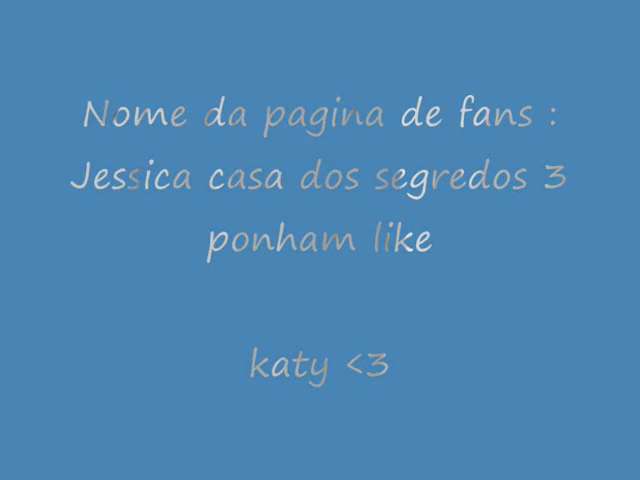 Nome da pagina de fans :
Jessica casa dos segredos 3
ponham like
katy <3